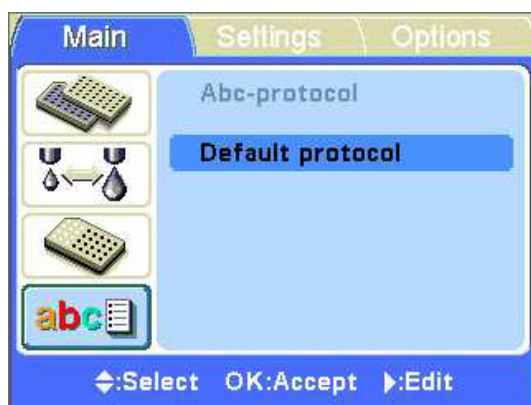 Main Settings Options
Abc-protocol
Default protocol
abc
:Select OK:Accept :Edit